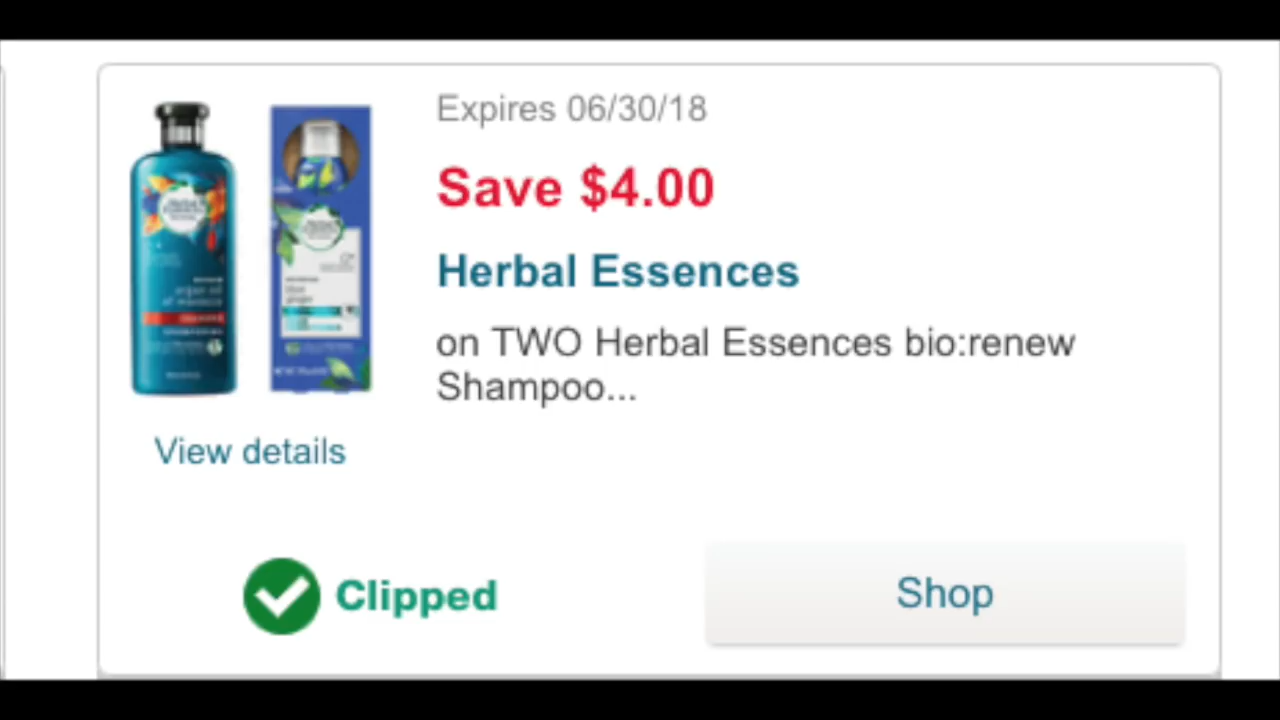 Expires 06/30/18
Save $4.00
Herbal Essences
on TWO Herbal Essences bio:renew
Shampoo...
View details
Clipped
Shop